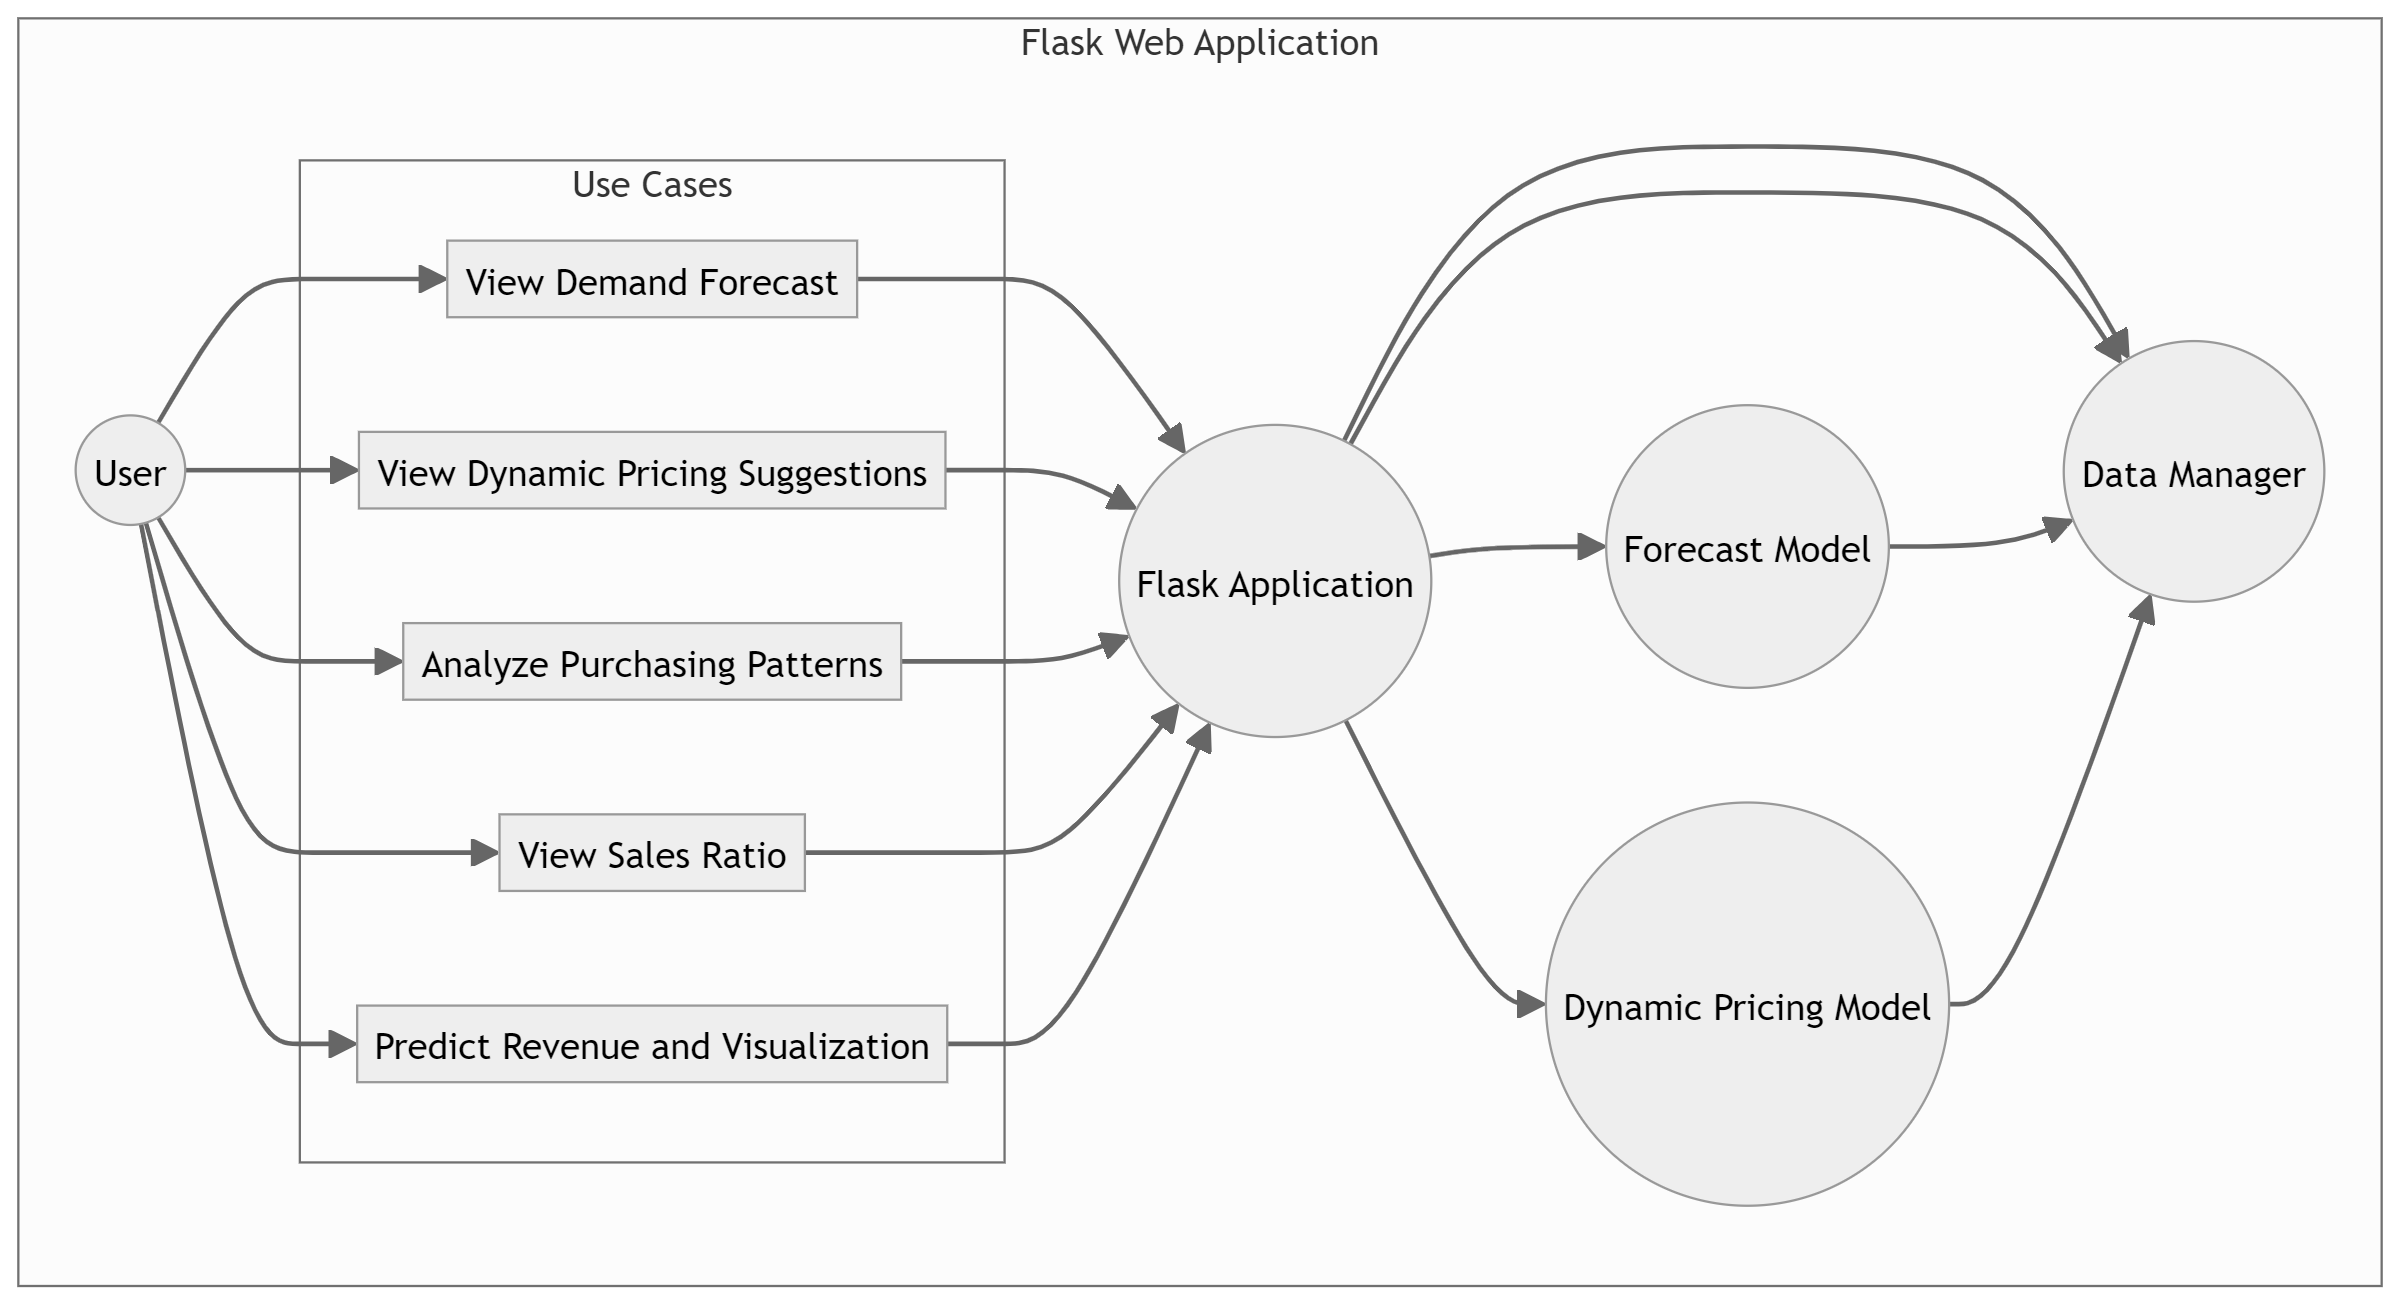 Flask Web Application
Use Cases
View Demand Forecast
User
View Dynamic Pricing Suggestions
Analyze Purchasing Patterns
View Sales Ratio
Predict Revenue and Visualization
Flask Application
Forecast Model
Dynamic Pricing Model
Data Manager